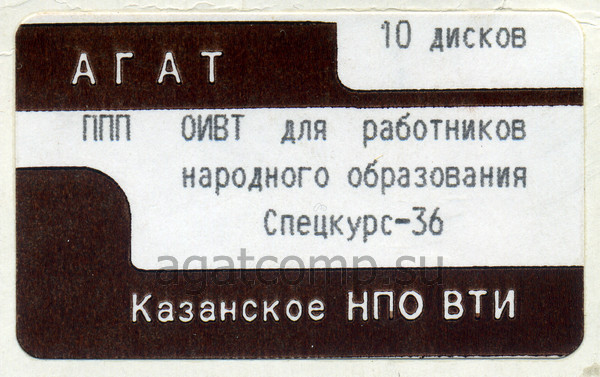 10 дисков
АГАТ
ППП ОИВТ для работников
народного образования
Спецкурс-36
agatcomp.su
Казанское НПО ВТИ